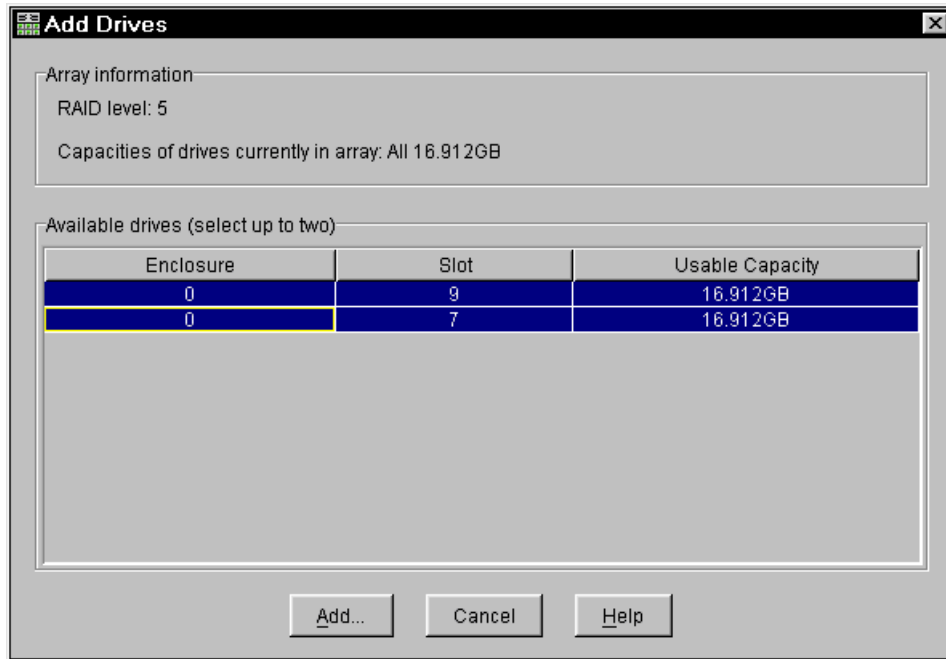 Add Drives
Array information
RAID level: 5
Capacities of drives currently in array: All 16.912GB
Available drives (select up to two)
Enclosure Slot Usable Capacity
0 9 16.912GB
0 7 16.912GB
Add... Cancel Help